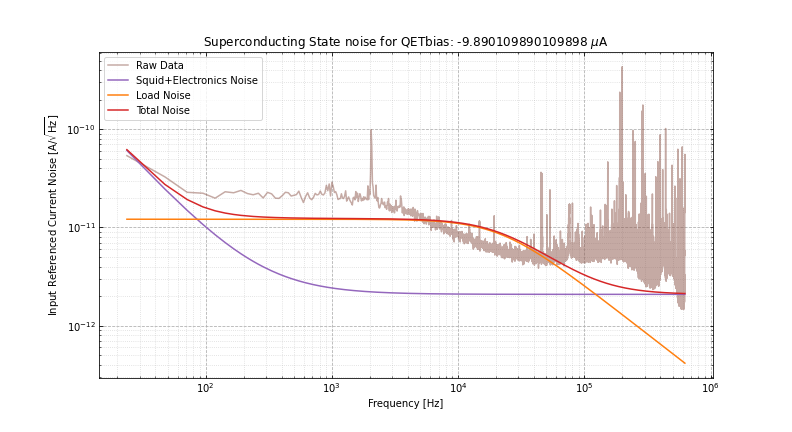 Superconducting State noise for QETbias: -9.890109890109898 μA
Raw Data
Squid+Electronics Noise
Load Noise
Total Noise
Input Referenced Current Noise [A/√Hz]
10⁻¹⁰
10⁻¹¹
10⁻¹²
10² 10³ 10⁴ 10⁵ 10⁶
Frequency [Hz]